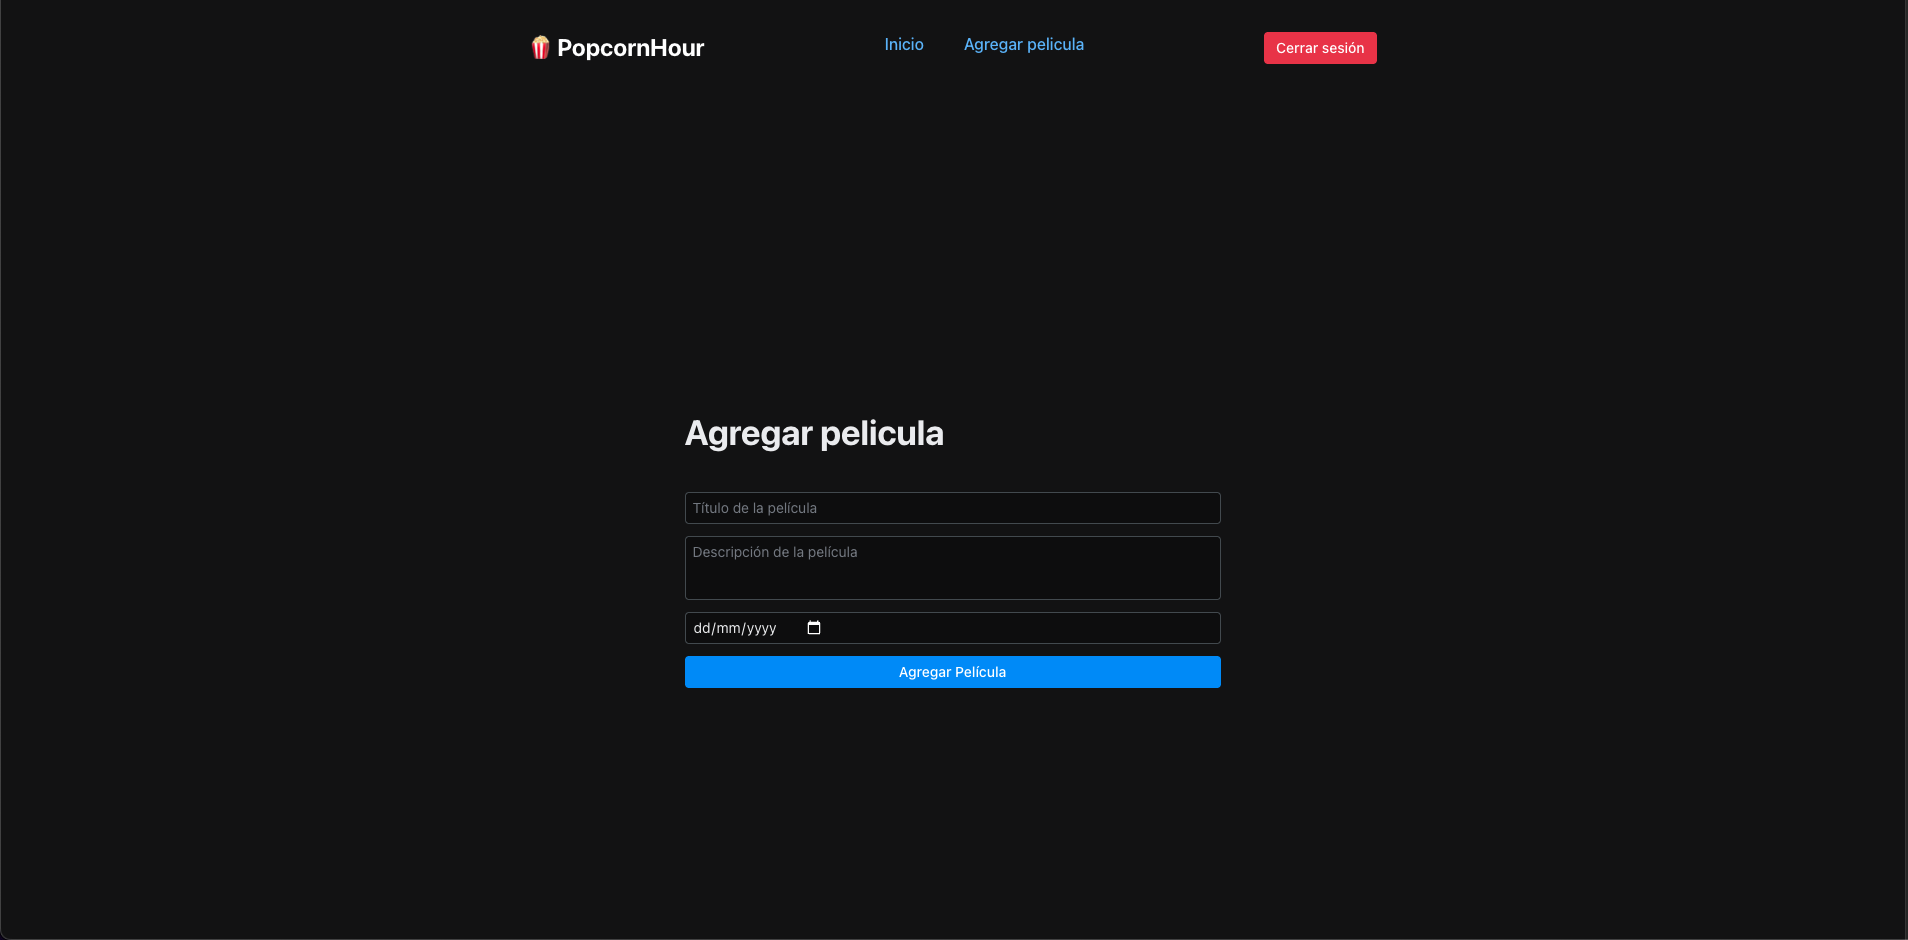 PopcornHour
Inicio
Agregar pelicula
Cerrar sesión
Agregar pelicula
Título de la película
Descripción de la película
dd/mm/yyyy
Agregar Película